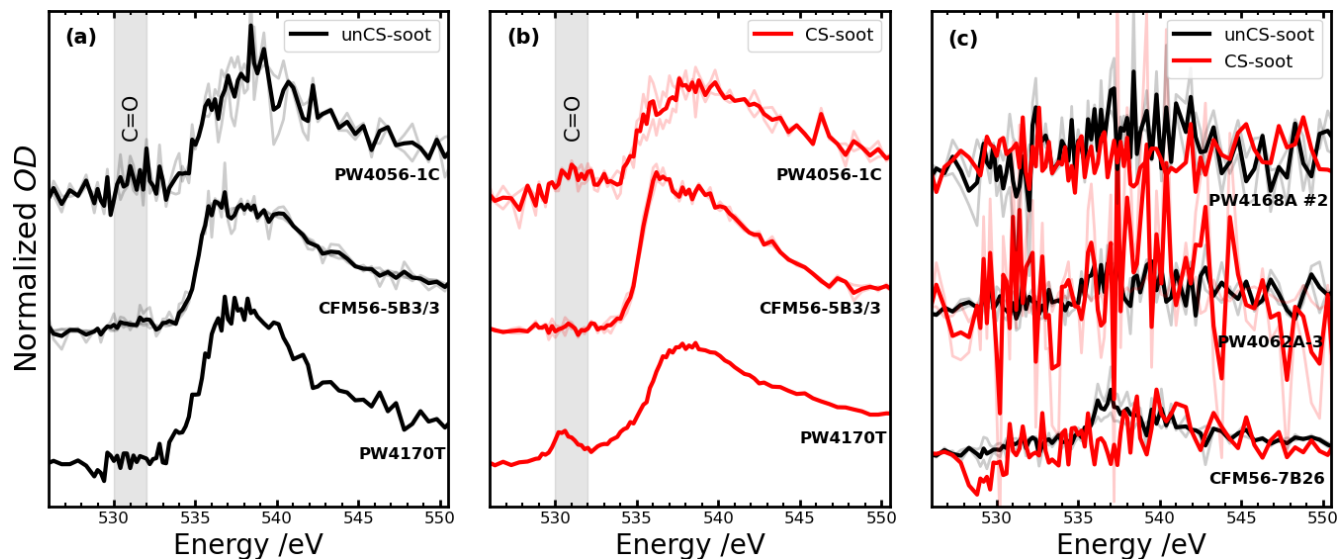 Normalized OD
(a)
unCS-soot
C=O
PW4056-1C
CFM56-5B3/3
PW4170T
530 535 540 545 550
Energy /eV
(b)
CS-soot
C=O
PW4056-1C
CFM56-5B3/3
PW4170T
530 535 540 545 550
Energy /eV
(c)
unCS-soot
CS-soot
PW4168A #2
PW4062A-3
CFM56-7B26
530 535 540 545 550
Energy /eV